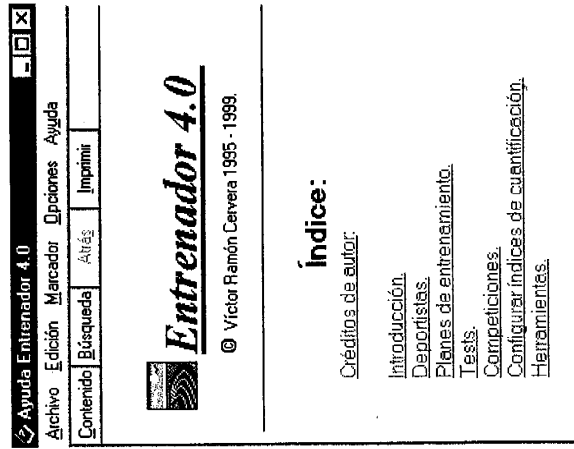 Ayuda Entrenador 4.0
Archivo Edición Marcador Opciones Ayuda
Contenido Búsqueda Atrás Imprimir
Entrenador 4.0
© Víctor Ramón Cervera 1995 - 1999.
Índice:
Créditos de autor:
Introducción.
Deportistas.
Planes de entrenamiento.
Tests.
Competiciones.
Configurar índices de cuantificación.
Herramientas.